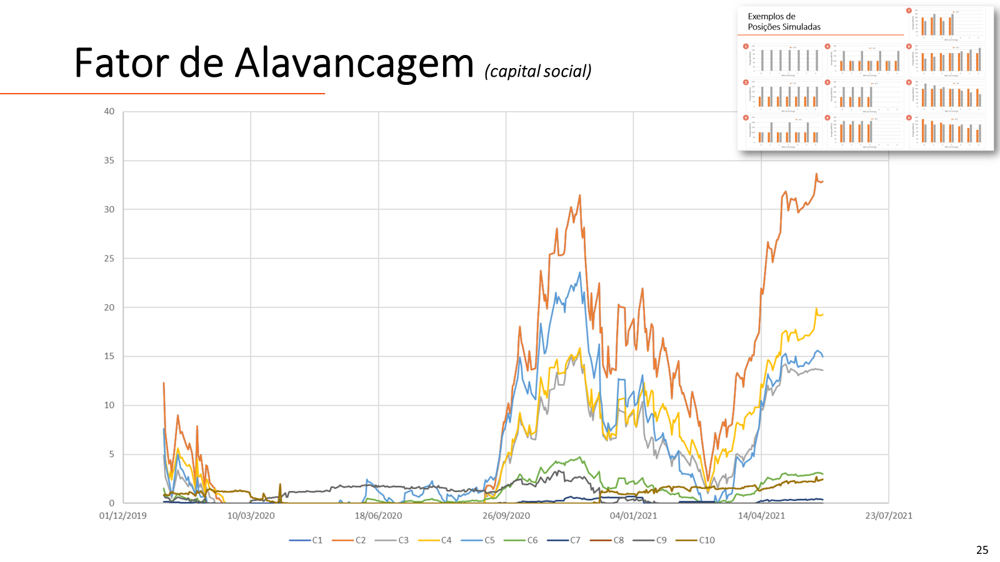 Fator de Alavancagem (capital social)
Exemplos de
Posições Simuladas
40
35
30
25
20
15
10
5
0
01/12/2019 10/03/2020 18/06/2020 26/09/2020 04/01/2021 14/04/2021 23/07/2021
C1 C2 C3 C4 C5 C6 C7 C8 C9 C10
25